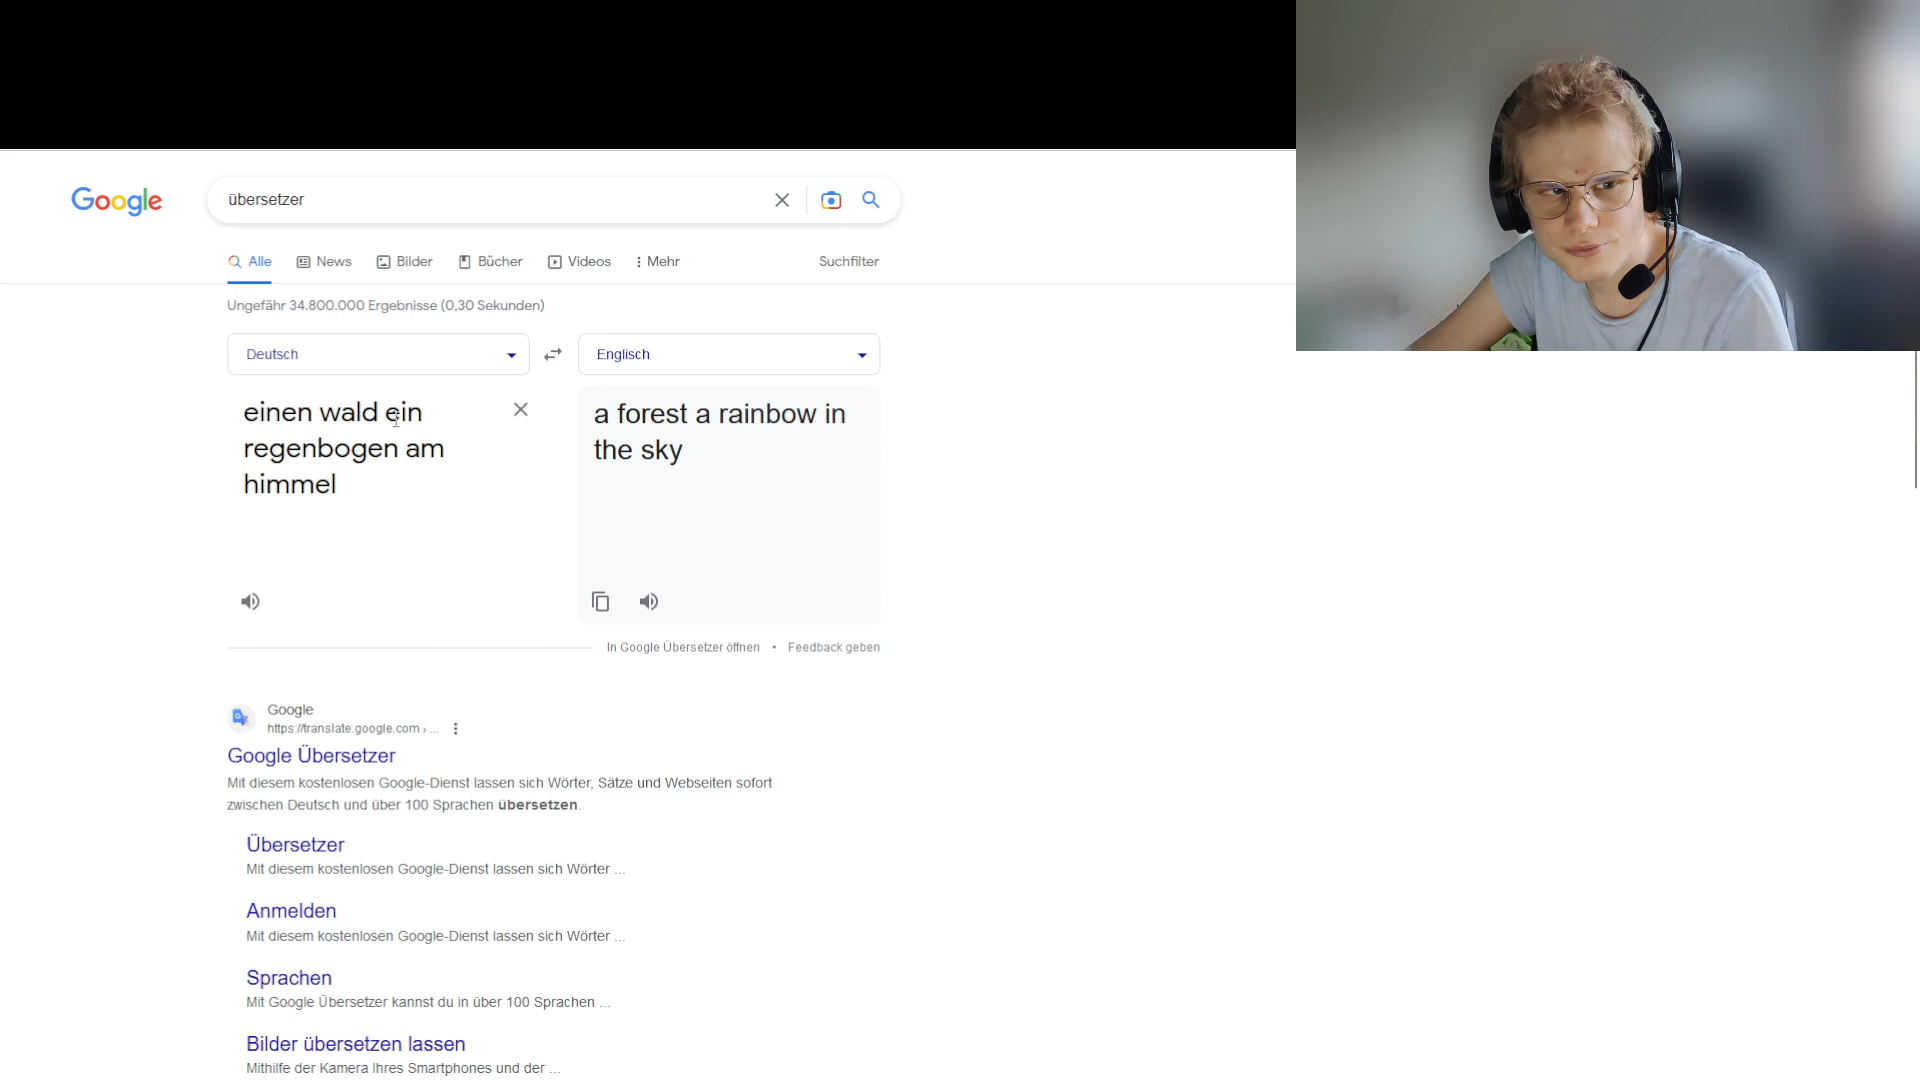 Google
übersetzer
Alle News Bilder Bücher Videos Mehr Suchfilter
Ungefähr 34.800.000 Ergebnisse (0,30 Sekunden)
Deutsch Englisch
einen wald ein
regenbogen am
himmel
a forest a rainbow in
the sky
In Google Übersetzer öffnen • Feedback geben
Google
https://translate.google.com › ...
Google Übersetzer
Mit diesem kostenlosen Google-Dienst lassen sich Wörter, Sätze und Webseiten sofort
zwischen Deutsch und über 100 Sprachen übersetzen.
Übersetzer
Mit diesem kostenlosen Google-Dienst lassen sich Wörter ...
Anmelden
Mit diesem kostenlosen Google-Dienst lassen sich Wörter ...
Sprachen
Mit Google Übersetzer kannst du in über 100 Sprachen ...
Bilder übersetzen lassen
Mithilfe der Kamera Ihres Smartphones und der ...